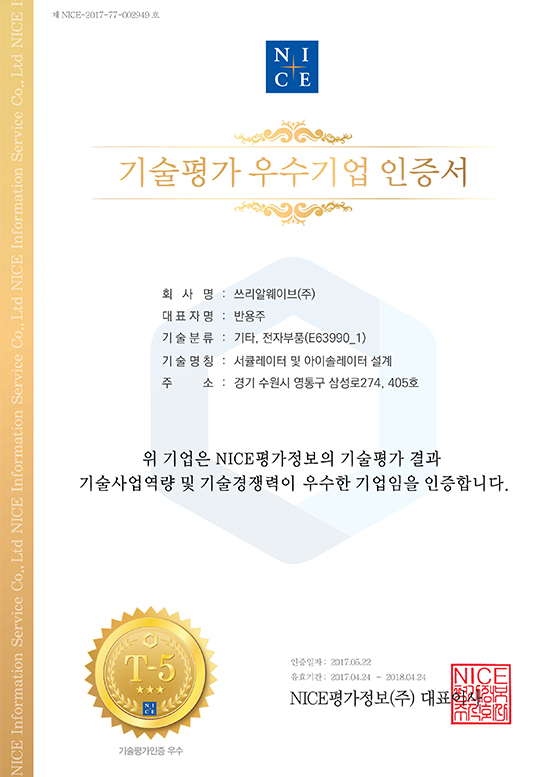 제 NICE-2017-77-002949 호
NICE Information Service Co., Ltd NICE Information Service Co., Ltd NICE Information Service Co., Ltd NICE I
NI
CE
기술평가 우수기업 인증서
회 사 명 : 쓰리알웨이브(주)
대 표 자 명 : 반용주
기 술 분 류 : 기타, 전자부품(E63990_1)
기 술 명 칭 : 서큘레이터 및 아이솔레이터 설계
주 소 : 경기 수원시 영통구 삼성로274, 405호
위 기업은 NICE평가정보의 기술평가 결과
기술사업역량 및 기술경쟁력이 우수한 기업임을 인증합니다.
T-5
NI
CE
기술평가인증 우수
인증일자 : 2017.05.22
유효기간 : 2017.04.24 ~ 2018.04.24
NICE평가정보(주) 대표이사
NICE